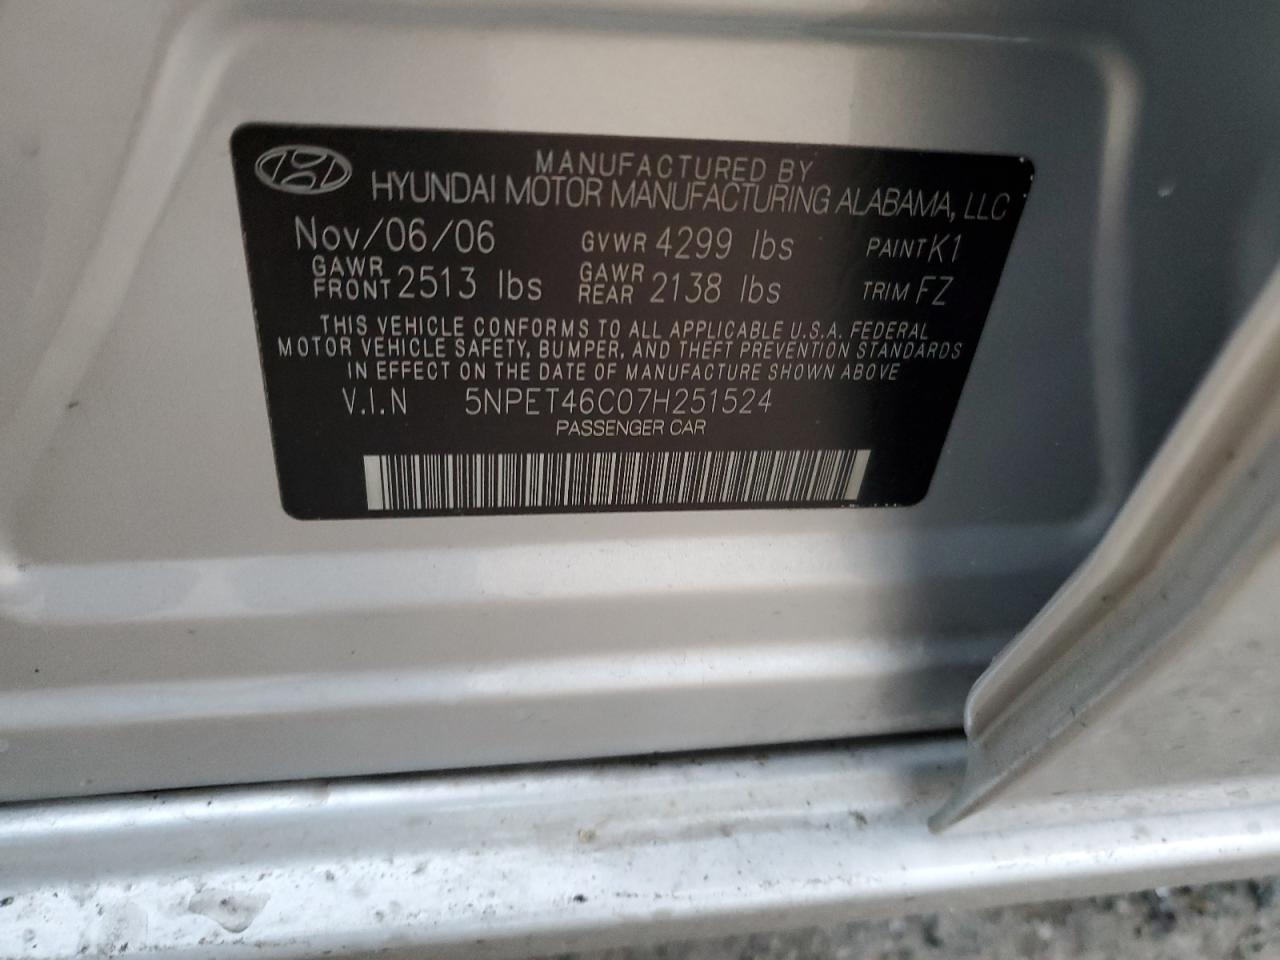 MANUFACTURED BY
HYUNDAI MOTOR MANUFACTURING ALABAMA, LLC
Nov/06/06 GVWR 4299 lbs PAINT K1
GAWR FRONT 2513 lbs GAWR REAR 2138 lbs TRIM FZ
THIS VEHICLE CONFORMS TO ALL APPLICABLE U.S.A. FEDERAL
MOTOR VEHICLE SAFETY, BUMPER, AND THEFT PREVENTION STANDARDS
IN EFFECT ON THE DATE OF MANUFACTURE SHOWN ABOVE
V.I.N 5NPET46C07H251524
PASSENGER CAR